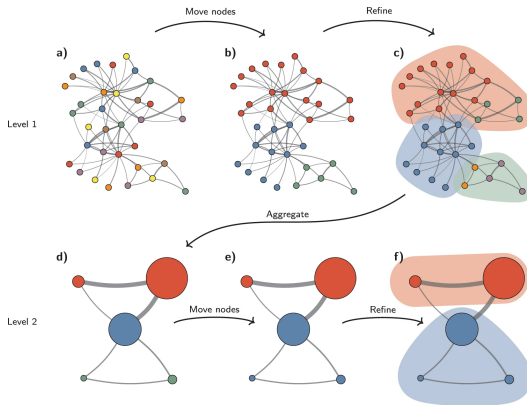 Move nodes
Refine
a)
b)
c)
Level 1
Aggregate
d)
e)
f)
Move nodes
Refine
Level 2